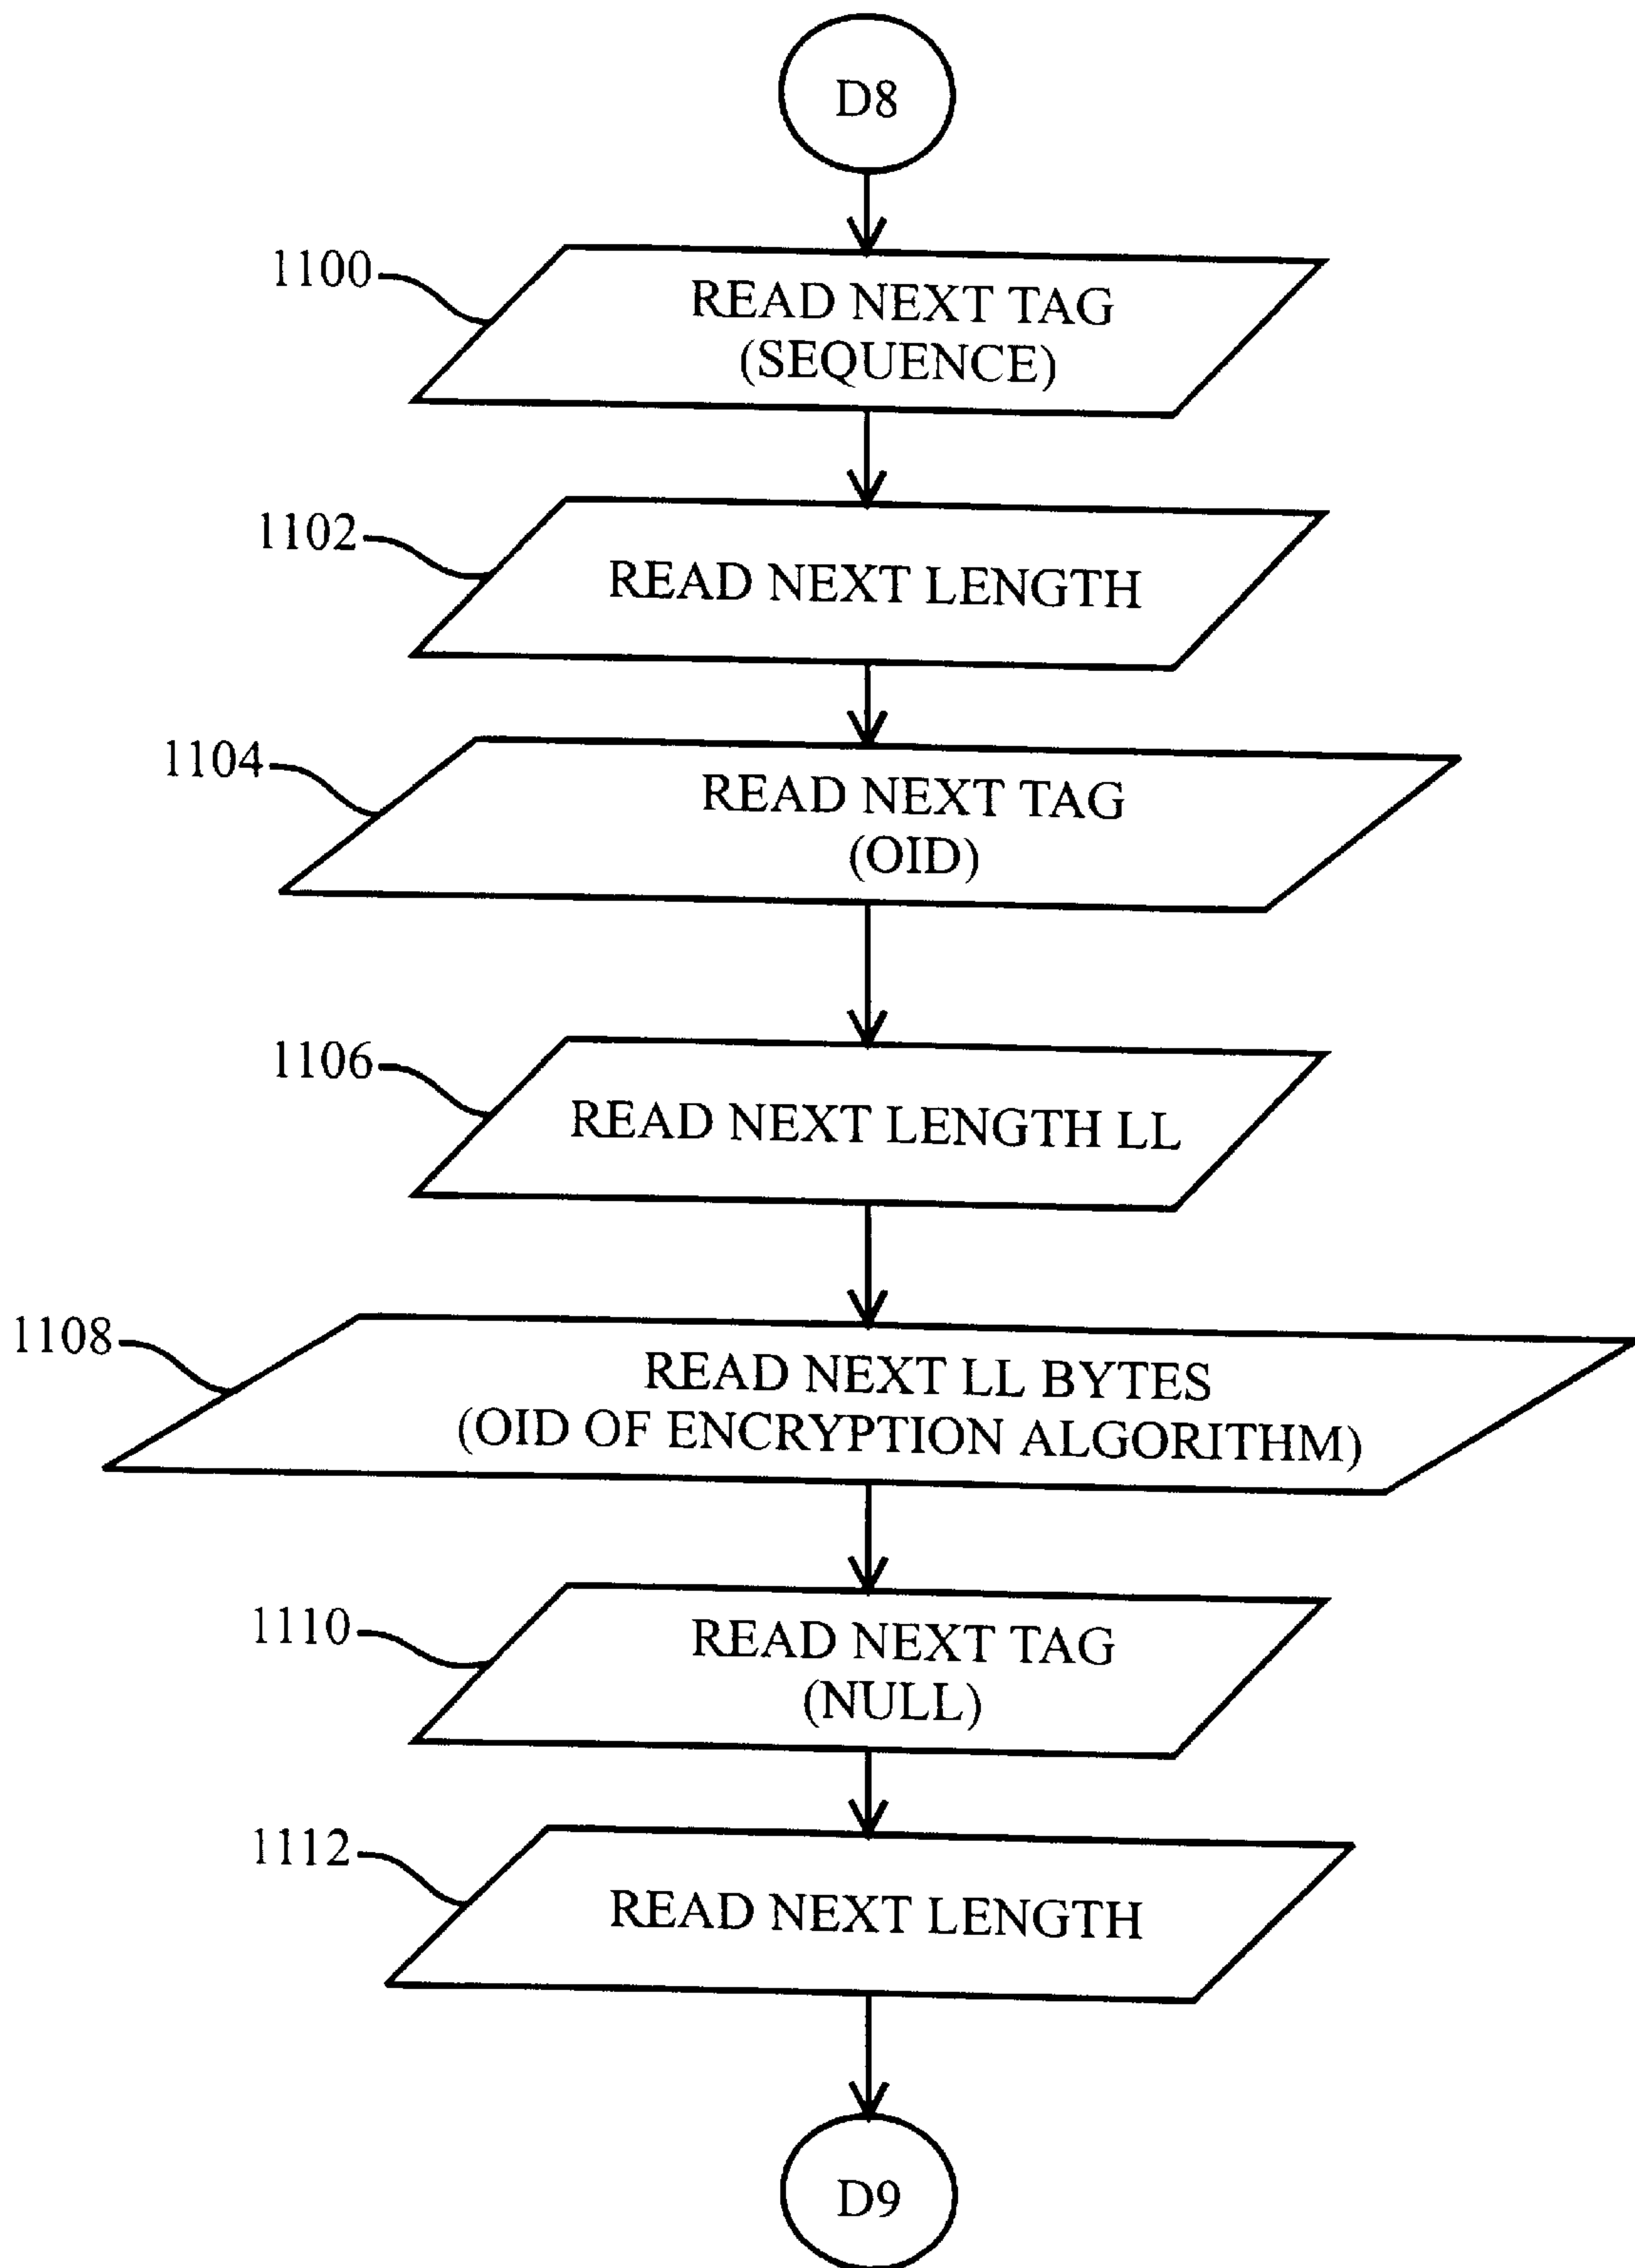 D8
1100
READ NEXT TAG
(SEQUENCE)
1102
READ NEXT LENGTH
1104
READ NEXT TAG
(OID)
1106
READ NEXT LENGTH LL
1108
READ NEXT LL BYTES
(OID OF ENCRYPTION ALGORITHM)
1110
READ NEXT TAG
(NULL)
1112
READ NEXT LENGTH
D9